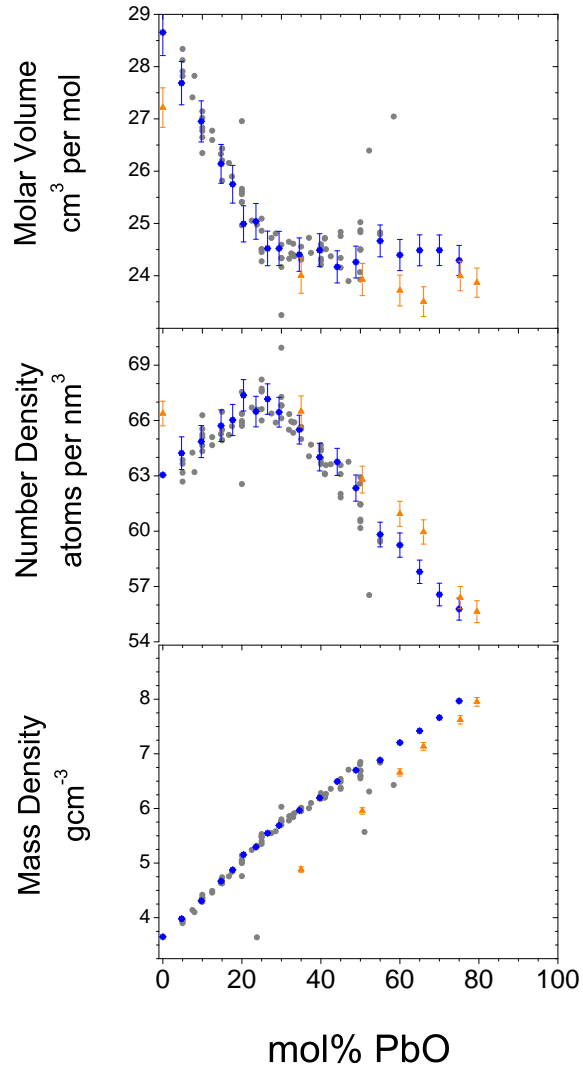 Molar Volume
cm³ per mol
29
28
27
26
25
24
Number Density
atoms per nm³
69
66
63
60
57
54
Mass Density
gcm⁻³
8
7
6
5
4
0 20 40 60 80 100
mol% PbO